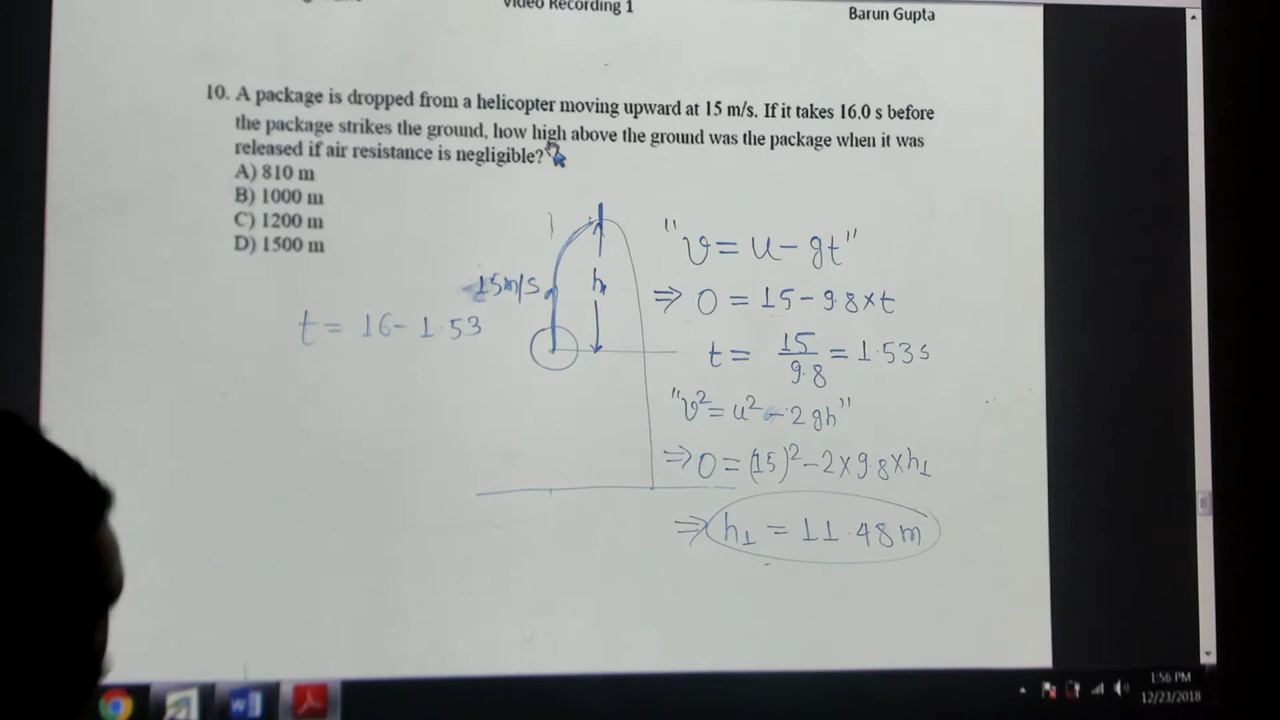 Video Recording 1
Barun Gupta
10. A package is dropped from a helicopter moving upward at 15 m/s. If it takes 16.0 s before
the package strikes the ground, how high above the ground was the package when it was
released if air resistance is negligible?
A) 810 m
B) 1000 m
C) 1200 m
D) 1500 m
15m/s
h
t = 16 - 1.53
"v = u - gt"
⇒ 0 = 15 - 9.8 × t
t = 15/9.8 = 1.53 s
"v² = u² - 2gh"
⇒ 0 = (15)² - 2 × 9.8 × h₁
⇒ h₁ = 11.48 m
1:56 PM
12/23/2018